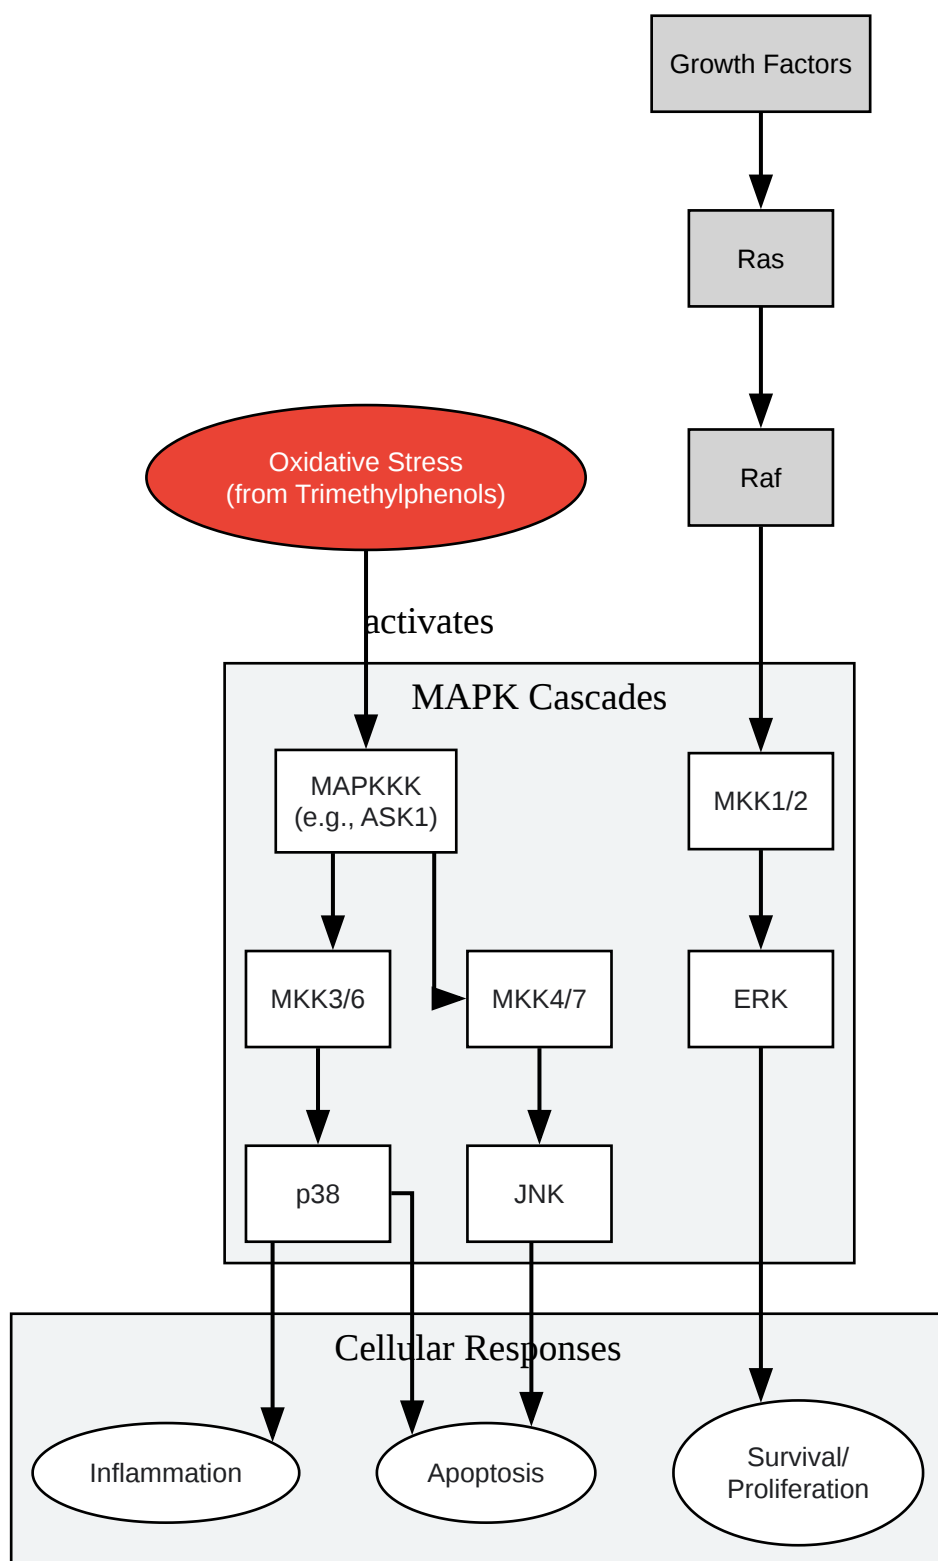 Growth Factors
Ras
Raf
Oxidative Stress
(from Trimethylphenols)
activates
MAPK Cascades
MAPKKK
(e.g., ASK1)
MKK1/2
MKK3/6
MKK4/7
ERK
p38
JNK
Cellular Responses
Inflammation
Apoptosis
Survival/
Proliferation